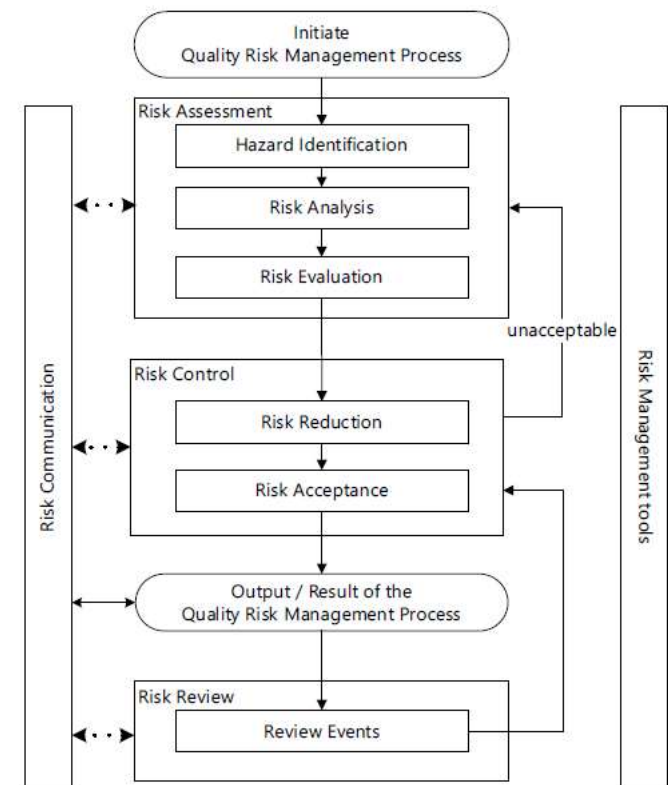 Initiate
Quality Risk Management Process
Risk Assessment
Hazard Identification
Risk Analysis
Risk Evaluation
unacceptable
Risk Control
Risk Reduction
Risk Acceptance
Output / Result of the
Quality Risk Management Process
Risk Review
Review Events
Risk Communication
Risk Management tools